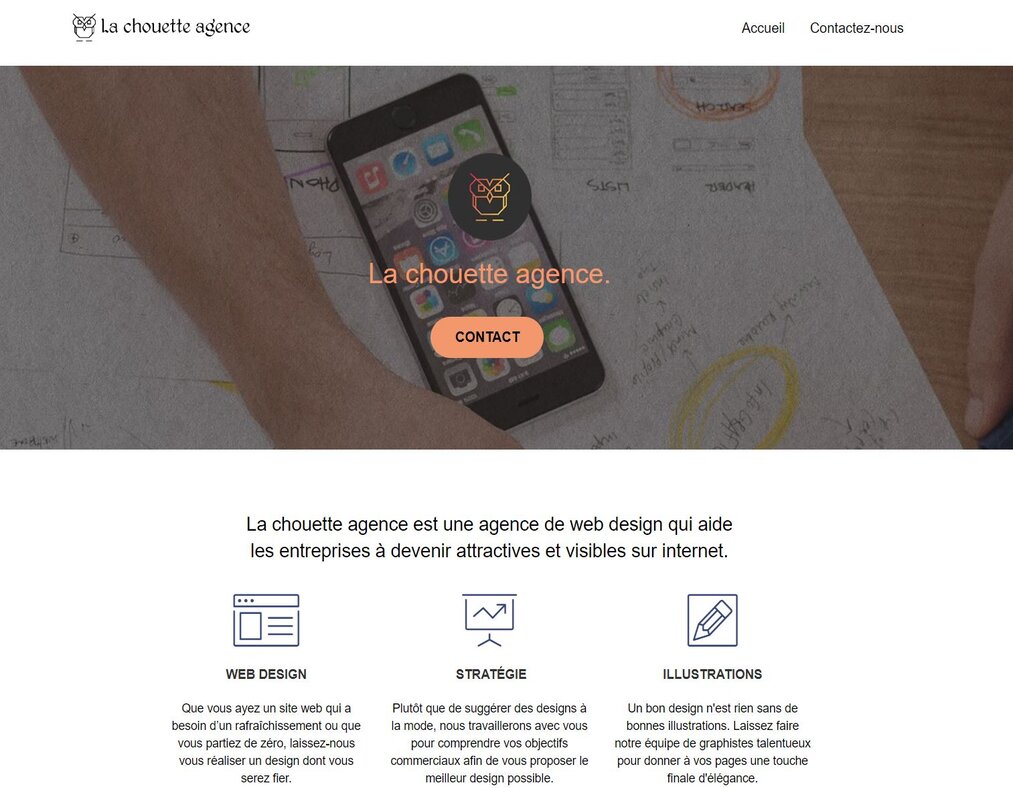 La chouette agence
Accueil
Contactez-nous
SEARCH
PHON
LISTS
HEADER
La chouette agence.
CONTACT
La chouette agence est une agence de web design qui aide
les entreprises à devenir attractives et visibles sur internet.
WEB DESIGN
Que vous ayez un site web qui a
besoin d'un rafraîchissement ou que
vous partiez de zéro, laissez-nous
vous réaliser un design dont vous
serez fier.
STRATÉGIE
Plutôt que de suggérer des designs à
la mode, nous travaillerons avec vous
pour comprendre vos objectifs
commerciaux afin de vous proposer le
meilleur design possible.
ILLUSTRATIONS
Un bon design n'est rien sans de
bonnes illustrations. Laissez faire
notre équipe de graphistes talentueux
pour donner à vos pages une touche
finale d'élégance.